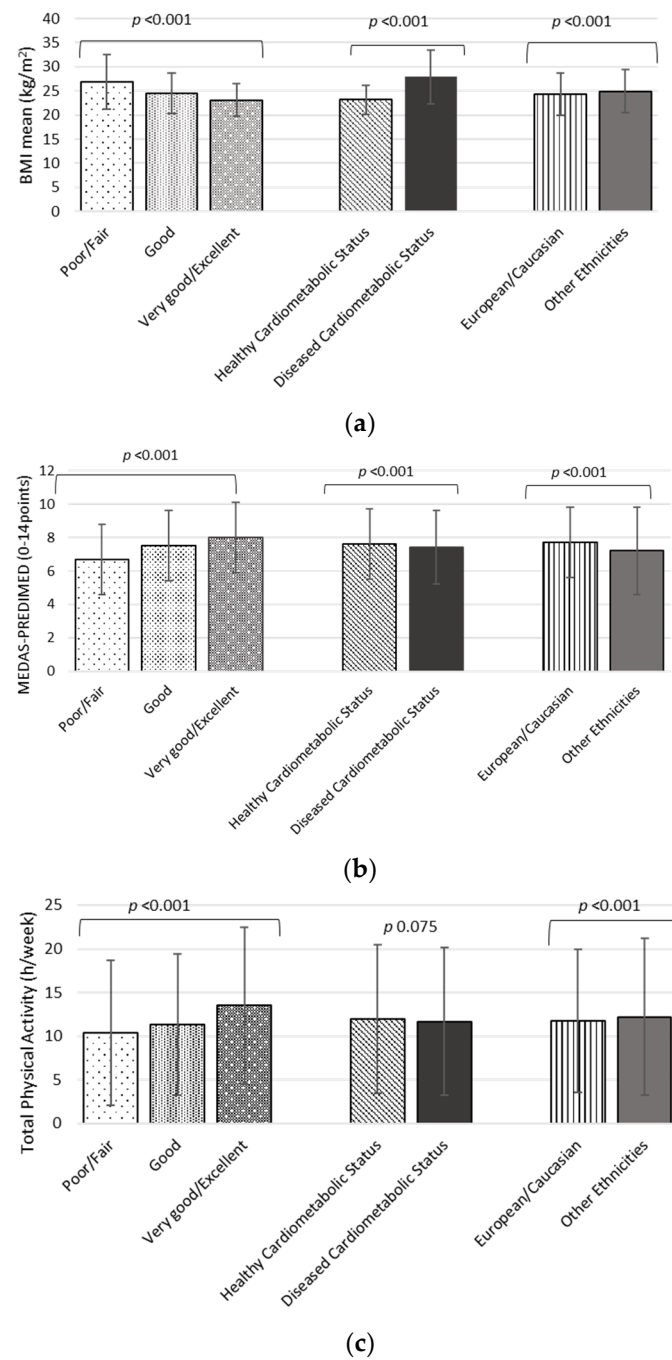 p <0.001
p <0.001
p <0.001
BMI mean (kg/m²)
40
35
30
25
20
15
10
5
0
Poor/Fair
Good
Very good/Excellent
Healthy Cardiometabolic Status
Diseased Cardiometabolic Status
European/Caucasian
Other Ethnicities
(a)
p <0.001
p <0.001
p <0.001
MEDAS-PREDIMED (0-14points)
12
10
8
6
4
2
0
Poor/Fair
Good
Very good/Excellent
Healthy Cardiometabolic Status
Diseased Cardiometabolic Status
European/Caucasian
Other Ethnicities
(b)
p <0.001
p 0.075
p <0.001
Total Physical Activity (h/week)
25
20
15
10
5
0
Poor/Fair
Good
Very good/Excellent
Healthy Cardiometabolic Status
Diseased Cardiometabolic Status
European/Caucasian
Other Ethnicities
(c)